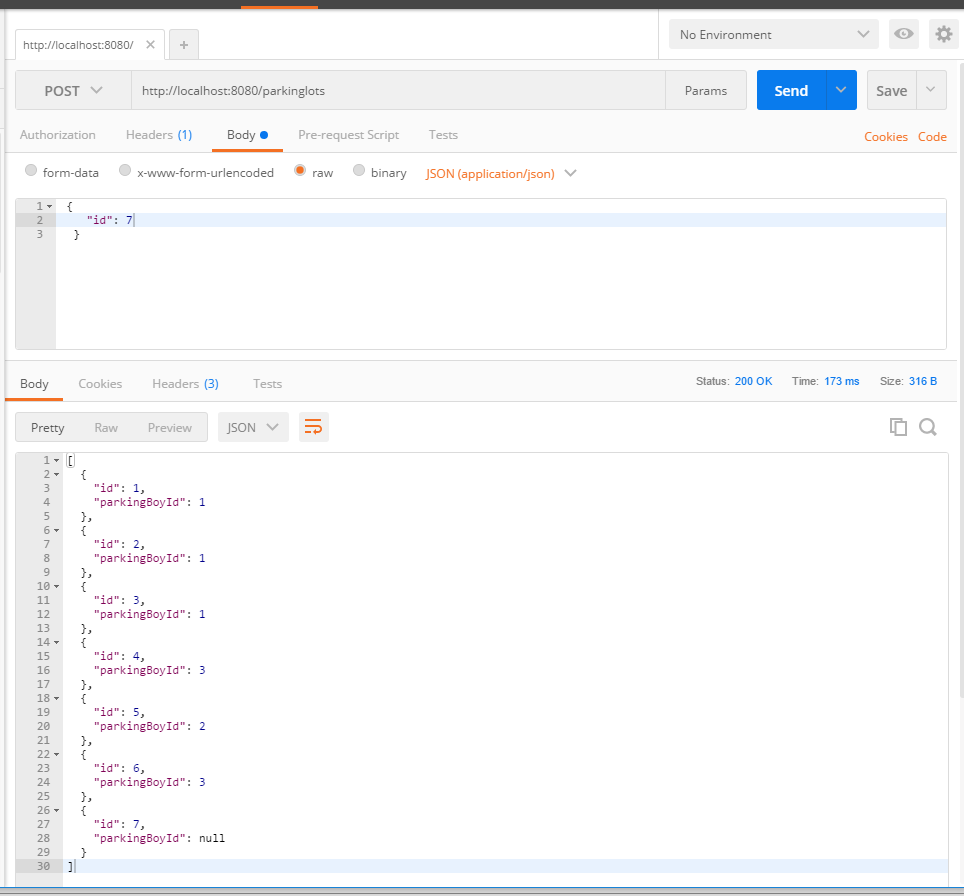 http://localhost:8080/ ✕ +
No Environment
POST http://localhost:8080/parkinglots Params Send Save
Authorization Headers (1) Body Pre-request Script Tests Cookies Code
form-data x-www-form-urlencoded raw binary JSON (application/json)
1 {
2 "id": 7
3 }
Body Cookies Headers (3) Tests Status: 200 OK Time: 173 ms Size: 316 B
Pretty Raw Preview JSON
1 [
2 {
3 "id": 1,
4 "parkingBoyId": 1
5 },
6 {
7 "id": 2,
8 "parkingBoyId": 1
9 },
10 {
11 "id": 3,
12 "parkingBoyId": 1
13 },
14 {
15 "id": 4,
16 "parkingBoyId": 3
17 },
18 {
19 "id": 5,
20 "parkingBoyId": 2
21 },
22 {
23 "id": 6,
24 "parkingBoyId": 3
25 },
26 {
27 "id": 7,
28 "parkingBoyId": null
29 }
30 ]